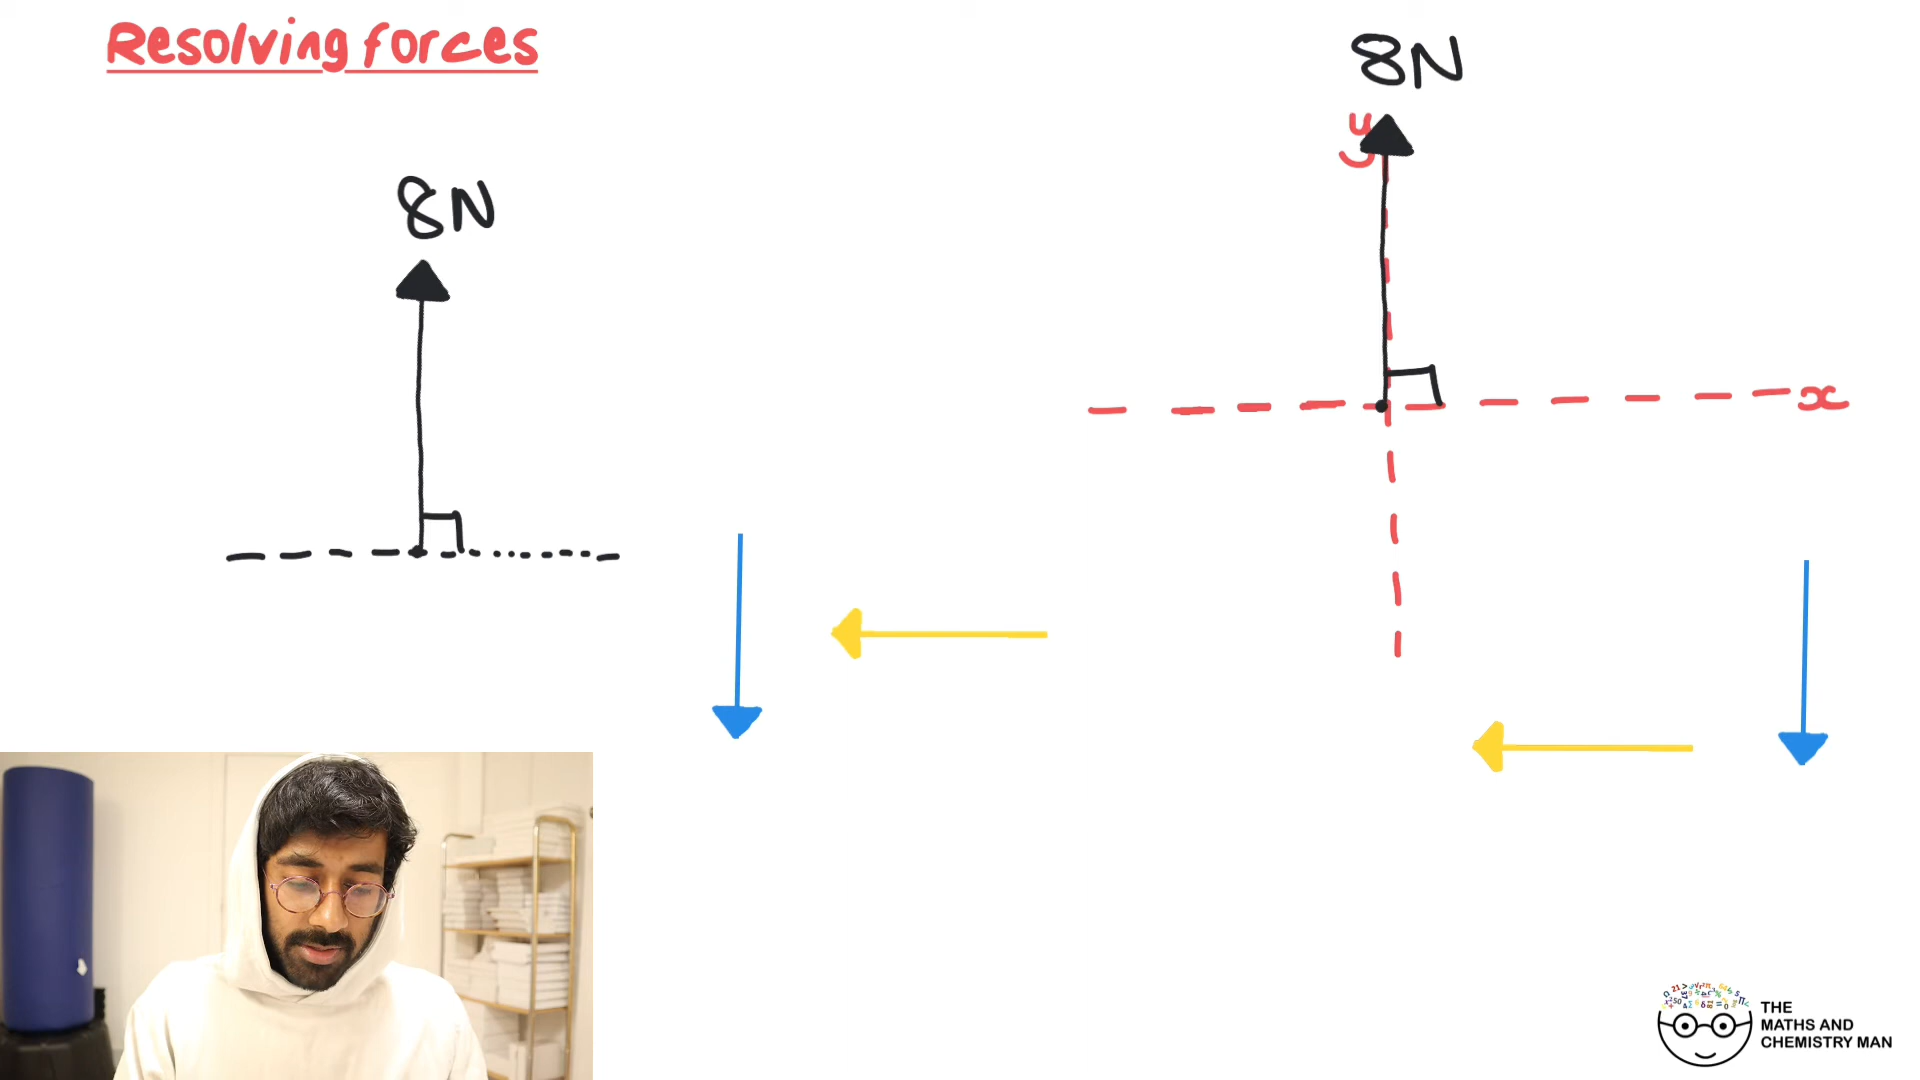 Resolving forces
8N
8N
y
x
THE
MATHS AND
CHEMISTRY MAN